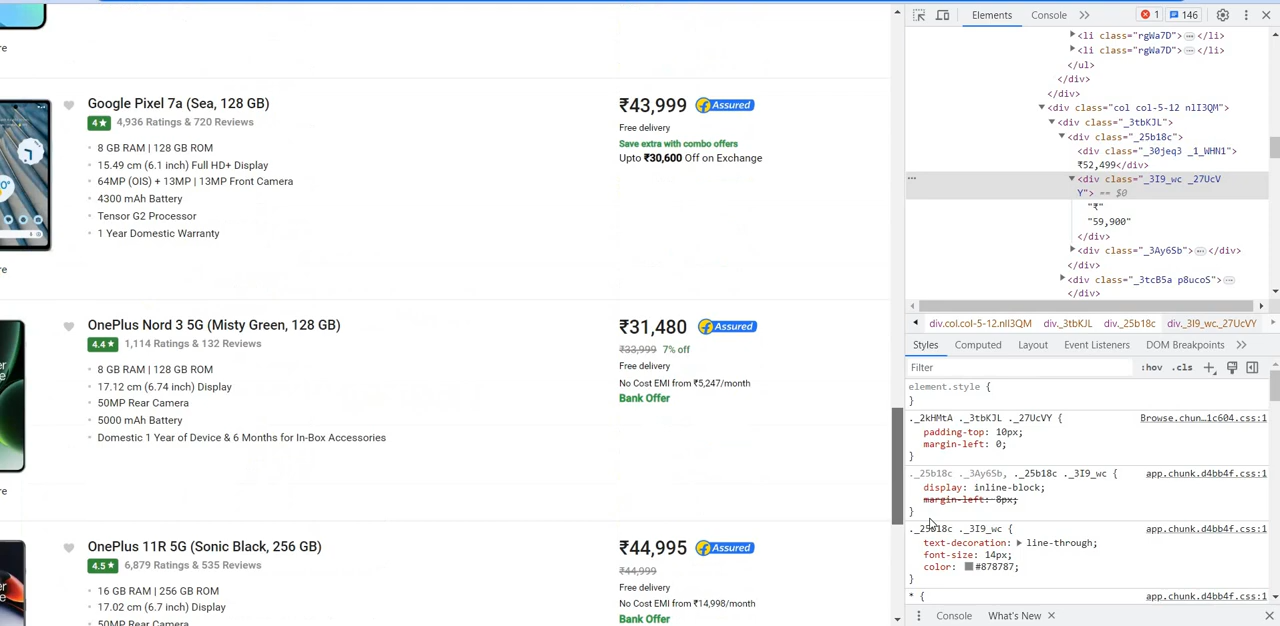 re
Google Pixel 7a (Sea, 128 GB)
4★ 4,936 Ratings & 720 Reviews
8 GB RAM | 128 GB ROM
15.49 cm (6.1 inch) Full HD+ Display
64MP (OIS) + 13MP | 13MP Front Camera
4300 mAh Battery
Tensor G2 Processor
1 Year Domestic Warranty
₹43,999 Assured
Free delivery
Save extra with combo offers
Upto ₹30,600 Off on Exchange
re
OnePlus Nord 3 5G (Misty Green, 128 GB)
4.4★ 1,114 Ratings & 132 Reviews
8 GB RAM | 128 GB ROM
17.12 cm (6.74 inch) Display
50MP Rear Camera
5000 mAh Battery
Domestic 1 Year of Device & 6 Months for In-Box Accessories
₹31,480 Assured
₹33,999 7% off
Free delivery
No Cost EMI from ₹5,247/month
Bank Offer
re
OnePlus 11R 5G (Sonic Black, 256 GB)
4.5★ 6,879 Ratings & 535 Reviews
16 GB RAM | 256 GB ROM
17.02 cm (6.7 inch) Display
50MP Rear Camera
₹44,995 Assured
₹44,999
Free delivery
No Cost EMI from ₹14,998/month
Bank Offer
Elements Console 1 146
<li class="rgWa7D"> </li>
<li class="rgWa7D"> </li>
</ul>
</div>
</div>
<div class="col col-5-12 nlI3QM">
<div class="_3tbKJL">
<div class="_25b18c">
<div class="_30jeq3 _1_WHN1">
₹52,499</div>
<div class="_3I9_wc _27UcV
Y"> == $0
"₹"
"59,900"
</div>
<div class="_3Ay6Sb"> </div>
</div>
<div class="_3tcB5a p8ucoS">
</div>
div.col.col-5-12.nlI3QM div._3tbKJL div._25b18c div._3I9_wc._27UcVY
Styles Computed Layout Event Listeners DOM Breakpoints
Filter :hov .cls
element.style {
}
._2kHMtA ._3tbKJL ._27UcVY { Browse.chun…1c604.css:1
padding-top: 10px;
margin-left: 0;
}
._25b18c ._3Ay6Sb, ._25b18c ._3I9_wc { app.chunk.d4bb4f.css:1
display: inline-block;
margin-left: 8px;
}
._25b18c ._3I9_wc { app.chunk.d4bb4f.css:1
text-decoration: line-through;
font-size: 14px;
color: #878787;
}
* { app.chunk.d4bb4f.css:1
Console What's New